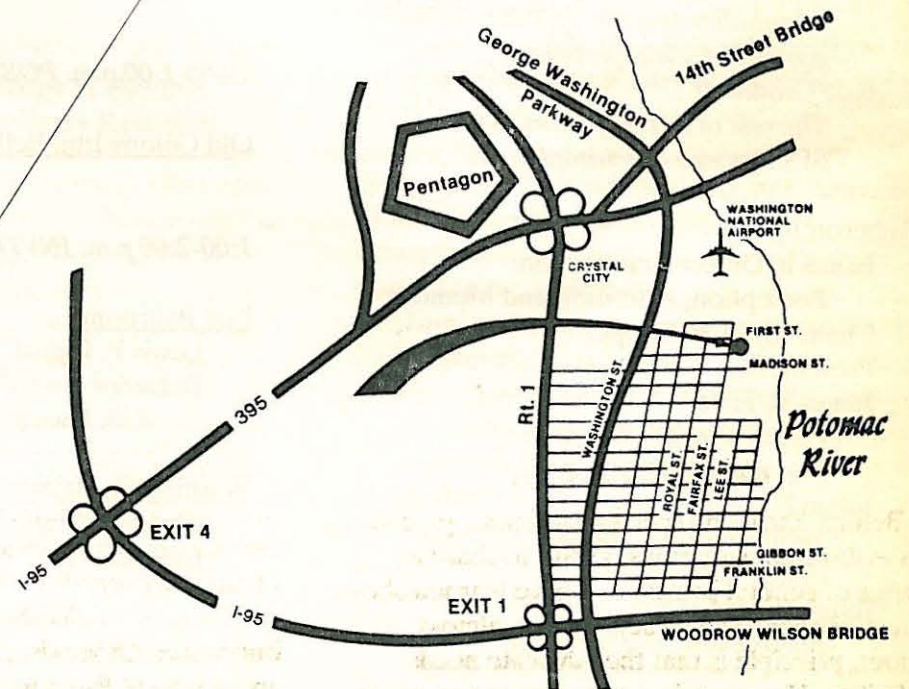 George Washington
Parkway
14th Street Bridge
Pentagon
WASHINGTON
NATIONAL
AIRPORT
CRYSTAL
CITY
FIRST ST.
MADISON ST.
Rt. 1
WASHINGTON ST.
395
Potomac
River
ROYAL ST.
FAIRFAX ST.
LEE ST.
EXIT 4
I-95
GIBBON ST.
FRANKLIN ST.
I-95
EXIT 1
WOODROW WILSON BRIDGE